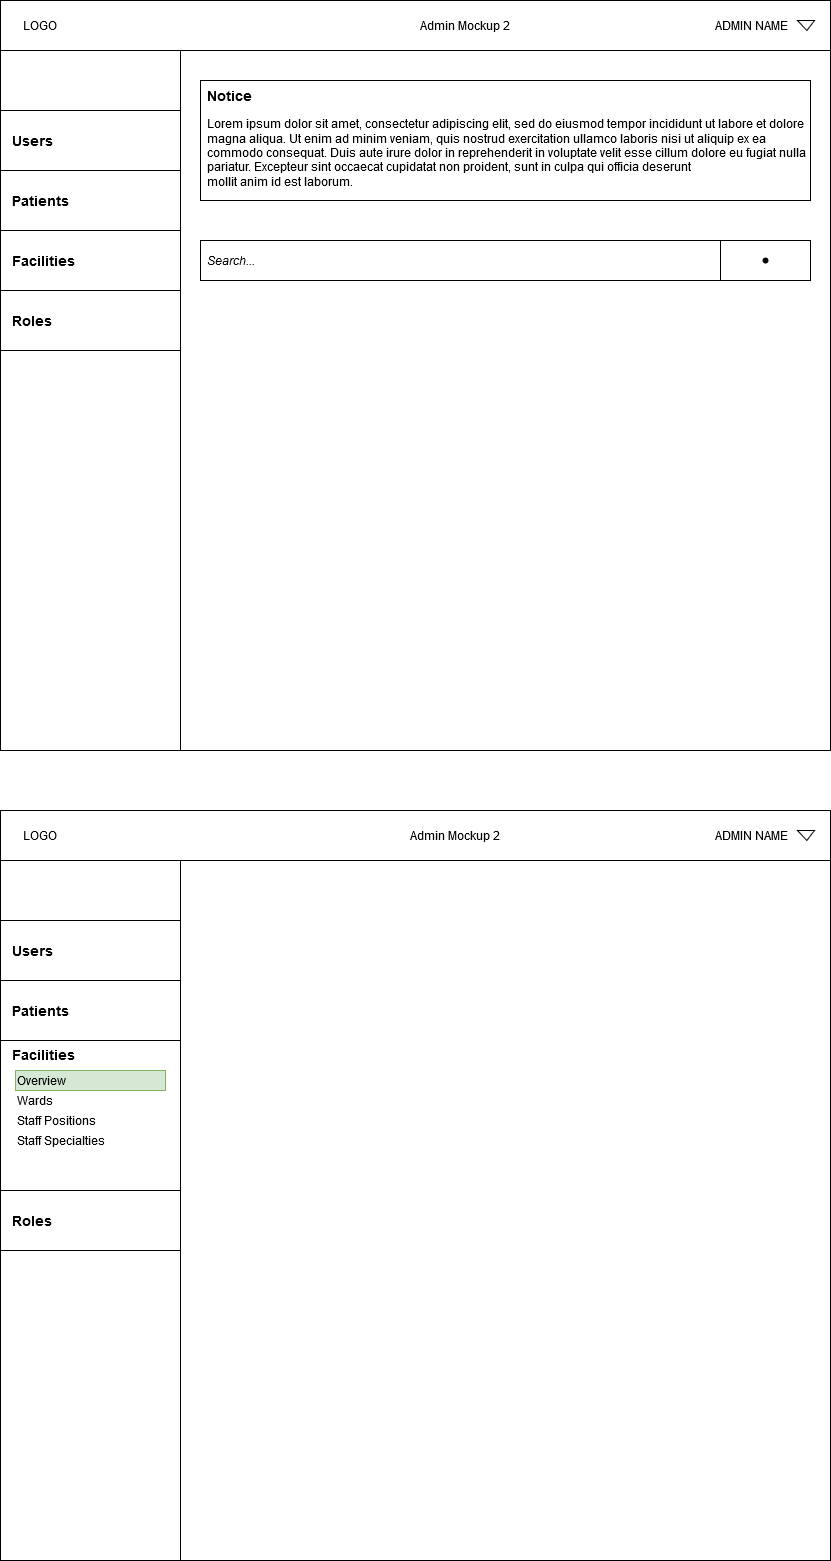 LOGO
Admin Mockup 2
ADMIN NAME
Users
Patients
Facilities
Roles
Notice
Lorem ipsum dolor sit amet, consectetur adipiscing elit, sed do eiusmod tempor incididunt ut labore et dolore
magna aliqua. Ut enim ad minim veniam, quis nostrud exercitation ullamco laboris nisi ut aliquip ex ea
commodo consequat. Duis aute irure dolor in reprehenderit in voluptate velit esse cillum dolore eu fugiat nulla
pariatur. Excepteur sint occaecat cupidatat non proident, sunt in culpa qui officia deserunt
mollit anim id est laborum.
Search...
LOGO
Admin Mockup 2
ADMIN NAME
Users
Patients
Facilities
Overview
Wards
Staff Positions
Staff Specialties
Roles